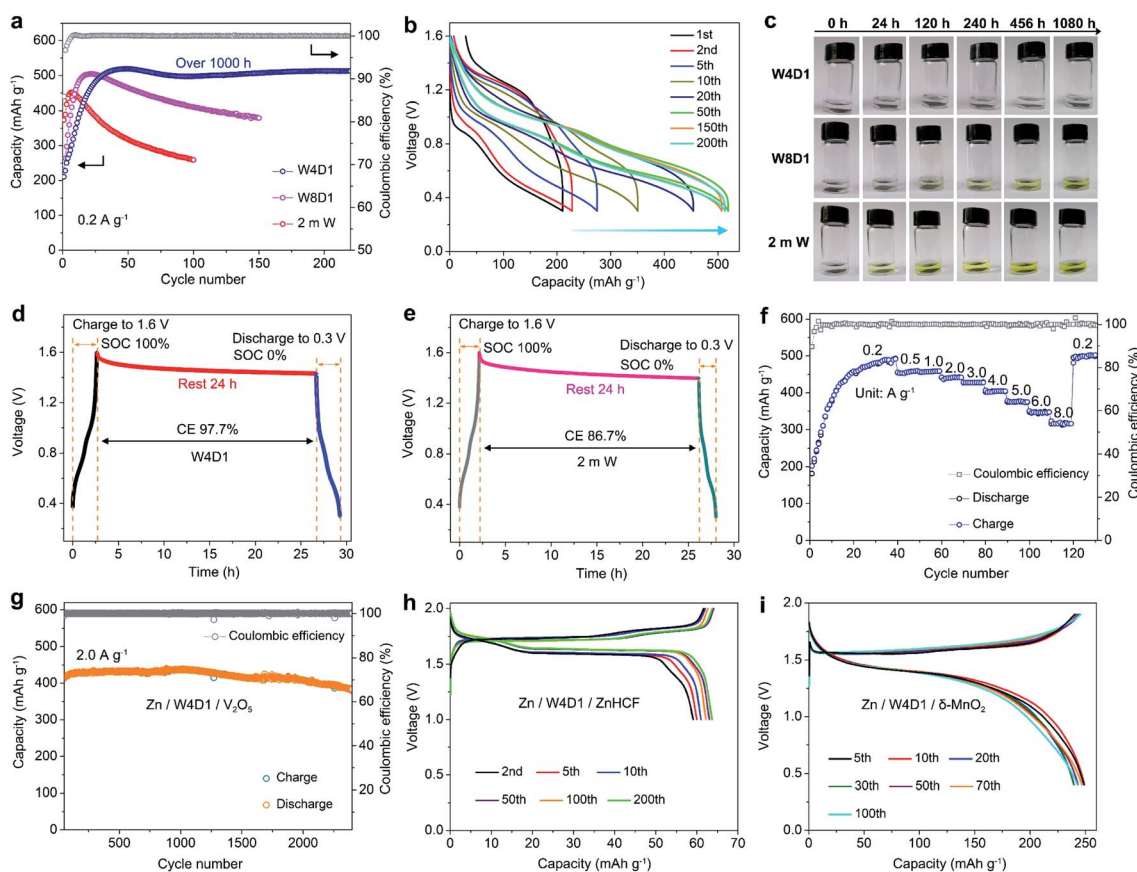 a
Capacity (mAh g⁻¹)
600
550
500
450
400
350
300
250
200
150
100
50
0
Over 1000 h
W4D1
W8D1
2 m W
0.2 A g⁻¹
100
90
80
70
60
50
Coulombic efficiency (%)
0 50 100 150 200
Cycle number
b
Voltage (V)
1.6
1.2
0.8
0.4
0.0
1st
2nd
5th
10th
20th
50th
150th
200th
0 100 200 300 400 500
Capacity (mAh g⁻¹)
c
0 h 24 h 120 h 240 h 456 h 1080 h
W4D1
W8D1
2 m W
d
Voltage (V)
1.6
1.2
0.8
0.4
Charge to 1.6 V
SOC 100%
Discharge to 0.3 V
SOC 0%
Rest 24 h
CE 97.7%
W4D1
0 5 10 15 20 25 30
Time (h)
e
Voltage (V)
1.6
1.2
0.8
0.4
Charge to 1.6 V
SOC 100%
Discharge to 0.3 V
SOC 0%
Rest 24 h
CE 86.7%
2 m W
0 5 10 15 20 25 30
Time (h)
f
Capacity (mAh g⁻¹)
600
500
400
300
200
100
0
0.2
0.5
1.0
2.0
3.0
4.0
5.0
6.0
8.0
0.2
Unit: A g⁻¹
Coulombic efficiency
Discharge
Charge
100
80
60
40
20
0
Coulombic efficiency (%)
0 20 40 60 80 100 120
Cycle number
g
Capacity (mAh g⁻¹)
600
500
400
300
200
100
0
Coulombic efficiency
2.0 A g⁻¹
Zn / W4D1 / V₂O₅
Charge
Discharge
100
80
60
40
20
Coulombic efficiency (%)
500 1000 1500 2000
Cycle number
h
Voltage (V)
2.0
1.5
1.0
0.5
0.0
Zn / W4D1 / ZnHCF
2nd 5th 10th
50th 100th 200th
0 10 20 30 40 50 60 70
Capacity (mAh g⁻¹)
i
Voltage (V)
2.0
1.5
1.0
0.5
0.0
Zn / W4D1 / δ-MnO₂
5th 10th 20th
30th 50th 70th
100th
0 50 100 150 200 250
Capacity (mAh g⁻¹)